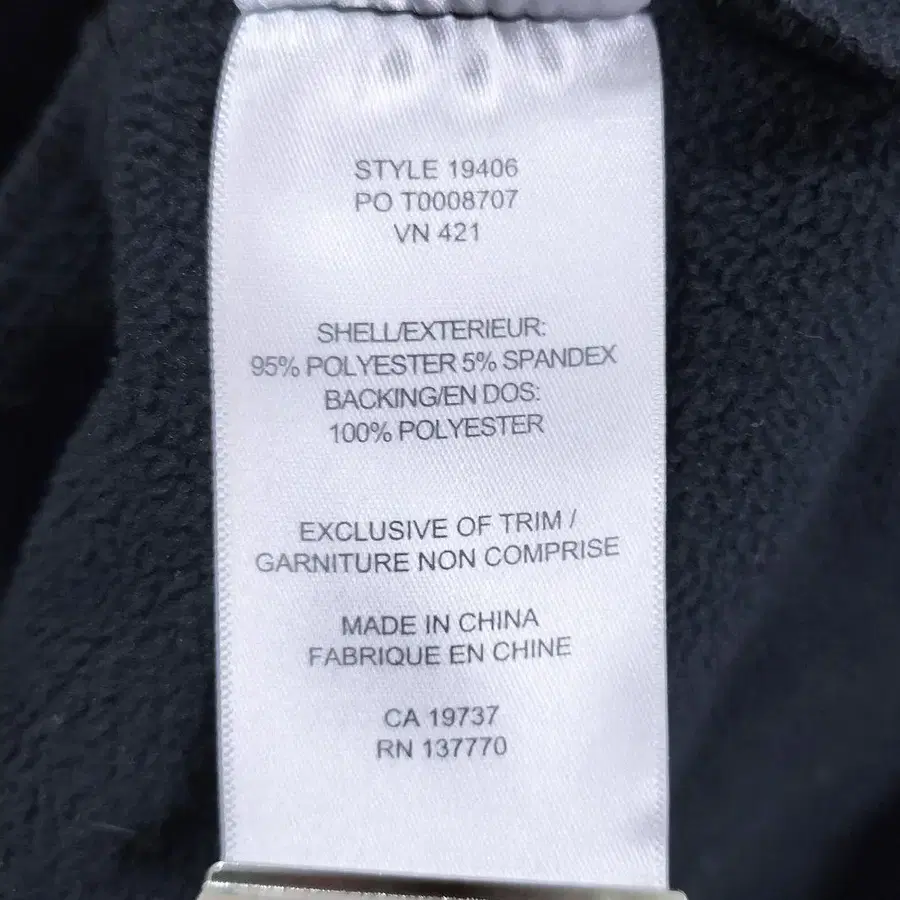 STYLE 19406
PO T0008707
VN 421
SHELL/EXTERIEUR:
95% POLYESTER 5% SPANDEX
BACKING/EN DOS:
100% POLYESTER
EXCLUSIVE OF TRIM /
GARNITURE NON COMPRISE
MADE IN CHINA
FABRIQUE EN CHINE
CA 19737
RN 137770